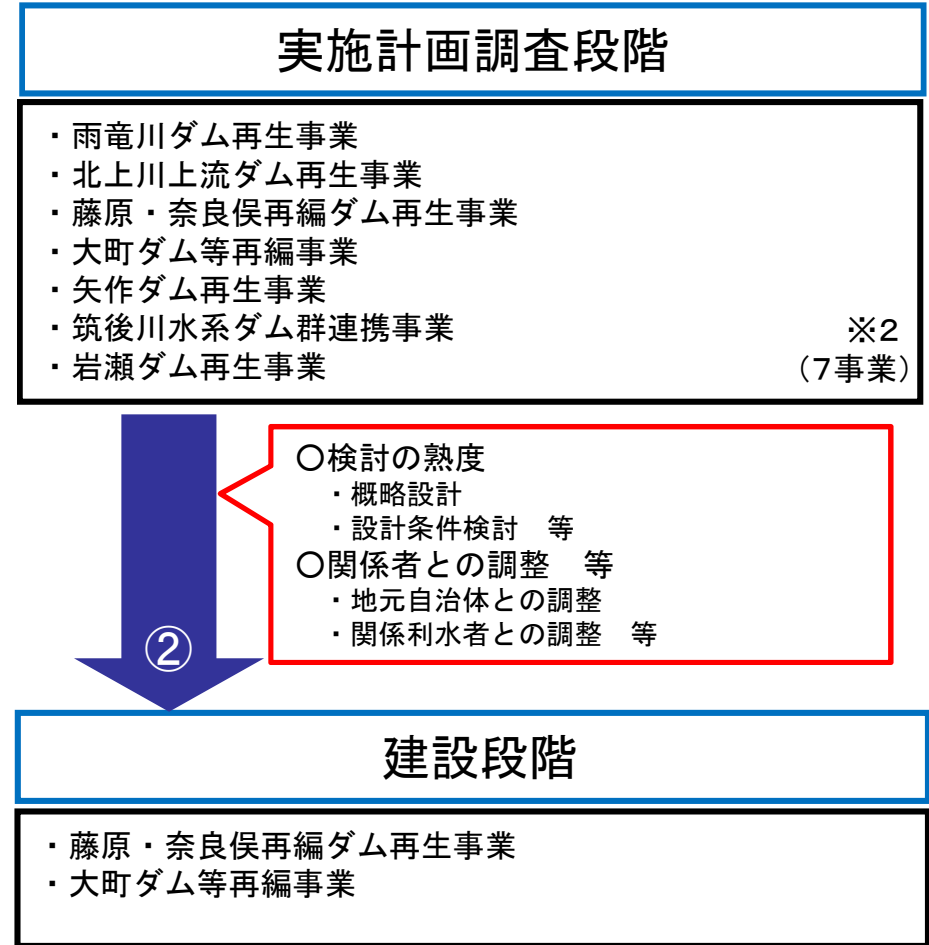 実施計画調査段階
・雨竜川ダム再生事業
・北上川上流ダム再生事業
・藤原・奈良俣再編ダム再生事業
・大町ダム等再編事業
・矢作ダム再生事業
・筑後川水系ダム群連携事業 ※2
・岩瀬ダム再生事業 (7事業)
〇検討の熟度
・概略設計
・設計条件検討　等
〇関係者との調整　等
・地元自治体との調整
・関係利水者との調整　等
②
建設段階
・藤原・奈良俣再編ダム再生事業
・大町ダム等再編事業